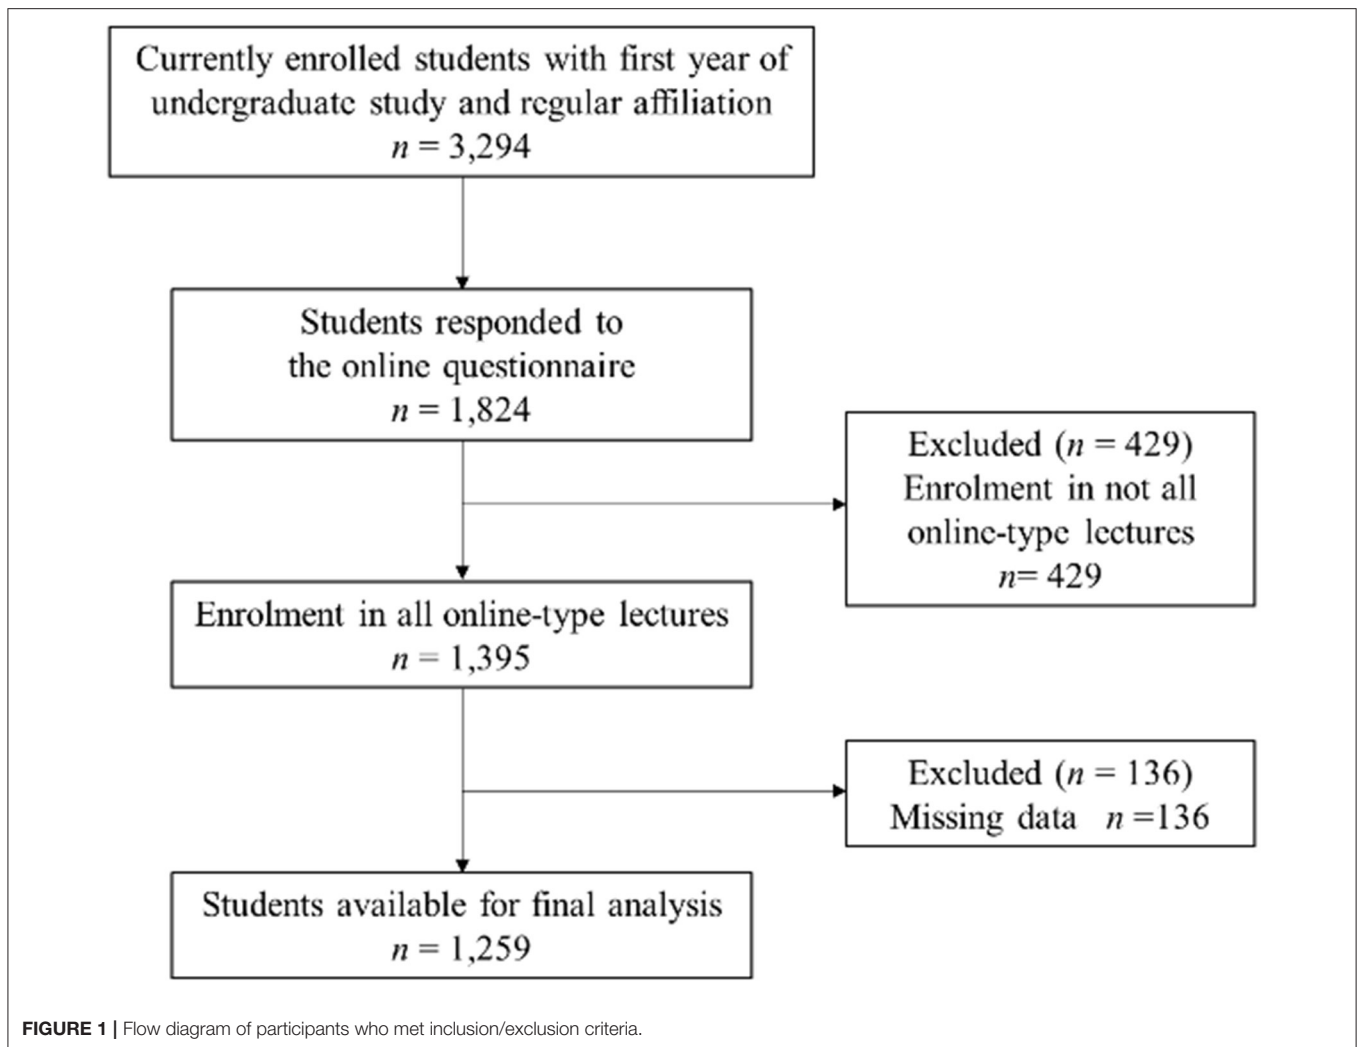 Currently enrolled students with first year of
undergraduate study and regular affiliation
n = 3,294
Students responded to
the online questionnaire
n = 1,824
Excluded (n = 429)
Enrolment in not all
online-type lectures
n= 429
Enrolment in all online-type lectures
n = 1,395
Excluded (n = 136)
Missing data n =136
Students available for final analysis
n = 1,259
FIGURE 1 | Flow diagram of participants who met inclusion/exclusion criteria.